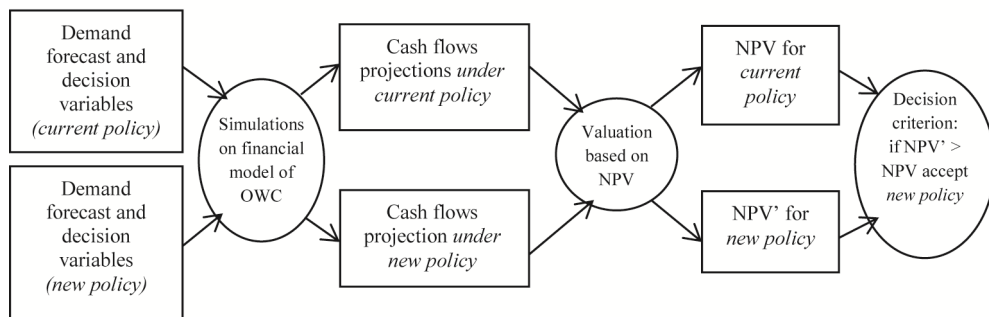 Demand
forecast and
decision
variables
(current policy)
Demand
forecast and
decision
variables
(new policy)
Simulations
on financial
model of
OWC
Cash flows
projections under
current policy
Cash flows
projection under
new policy
Valuation
based on
NPV
NPV for
current
policy
NPV’ for
new policy
Decision
criterion:
if NPV’ >
NPV accept
new policy